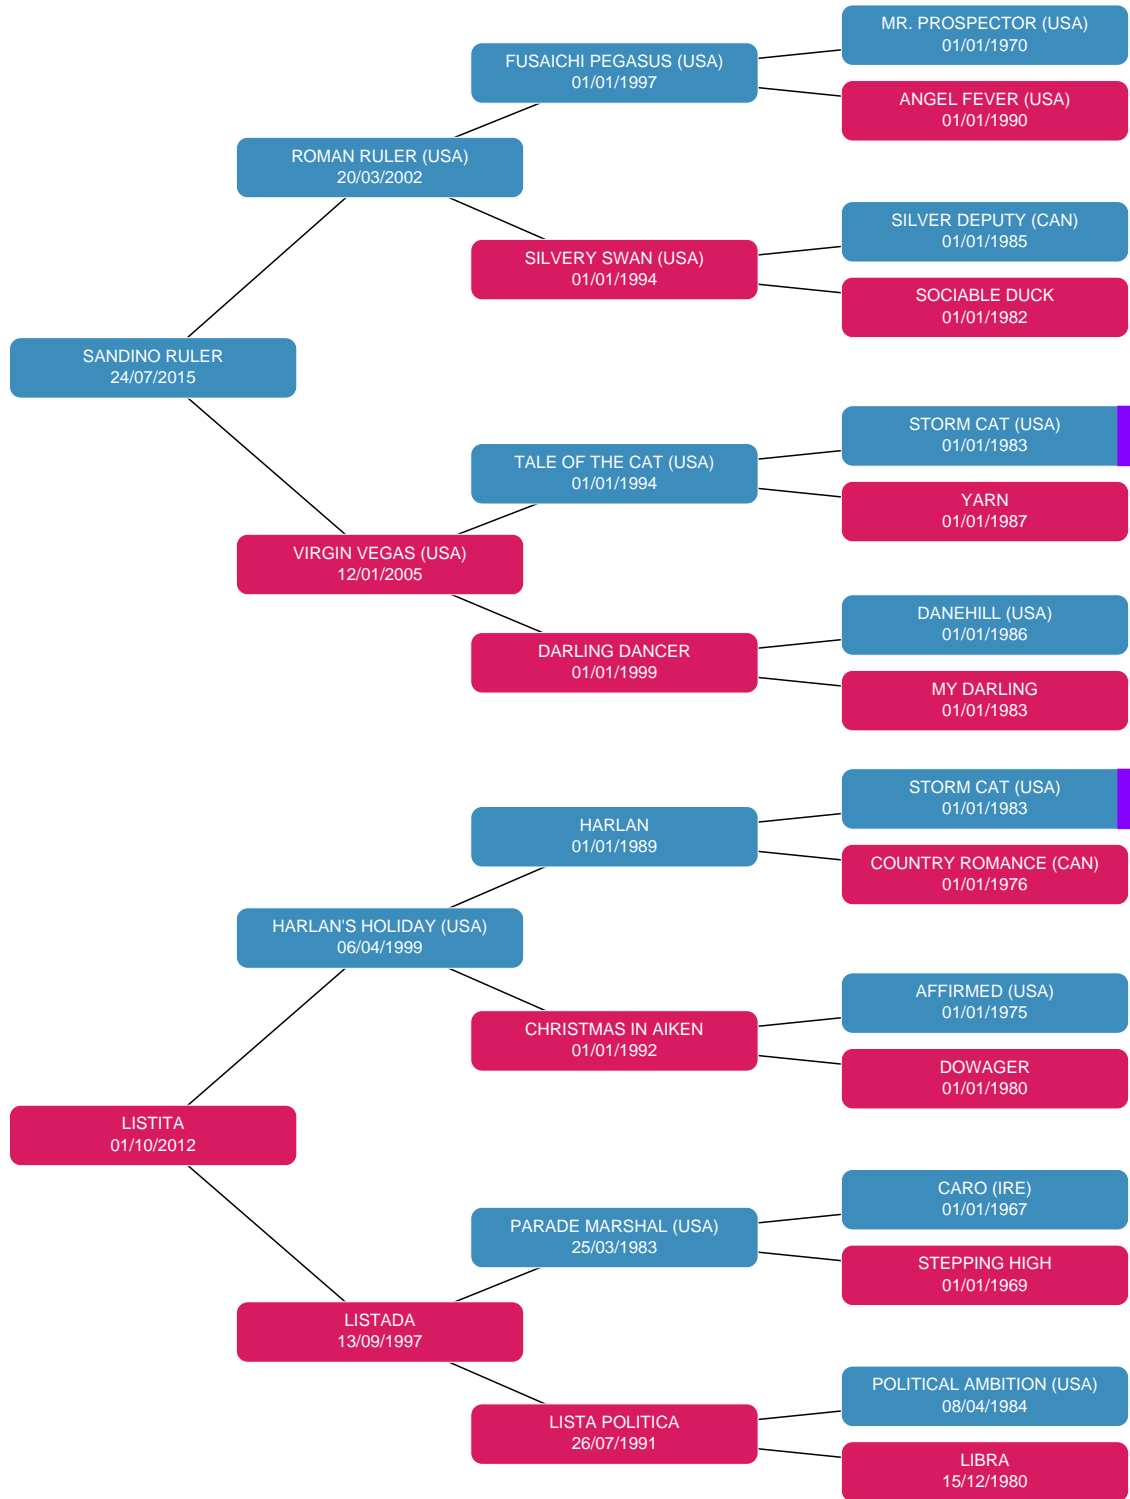 MR. PROSPECTOR (USA)
01/01/1970
FUSAICHI PEGASUS (USA)
01/01/1997
ANGEL FEVER (USA)
01/01/1990
ROMAN RULER (USA)
20/03/2002
SILVER DEPUTY (CAN)
01/01/1985
SILVERY SWAN (USA)
01/01/1994
SOCIABLE DUCK
01/01/1982
SANDINO RULER
24/07/2015
STORM CAT (USA)
01/01/1983
TALE OF THE CAT (USA)
01/01/1994
YARN
01/01/1987
VIRGIN VEGAS (USA)
12/01/2005
DANEHILL (USA)
01/01/1986
DARLING DANCER
01/01/1999
MY DARLING
01/01/1983
STORM CAT (USA)
01/01/1983
HARLAN
01/01/1989
COUNTRY ROMANCE (CAN)
01/01/1976
HARLAN'S HOLIDAY (USA)
06/04/1999
AFFIRMED (USA)
01/01/1975
CHRISTMAS IN AIKEN
01/01/1992
DOWAGER
01/01/1980
LISTITA
01/10/2012
CARO (IRE)
01/01/1967
PARADE MARSHAL (USA)
25/03/1983
STEPPING HIGH
01/01/1969
LISTADA
13/09/1997
POLITICAL AMBITION (USA)
08/04/1984
LISTA POLITICA
26/07/1991
LIBRA
15/12/1980